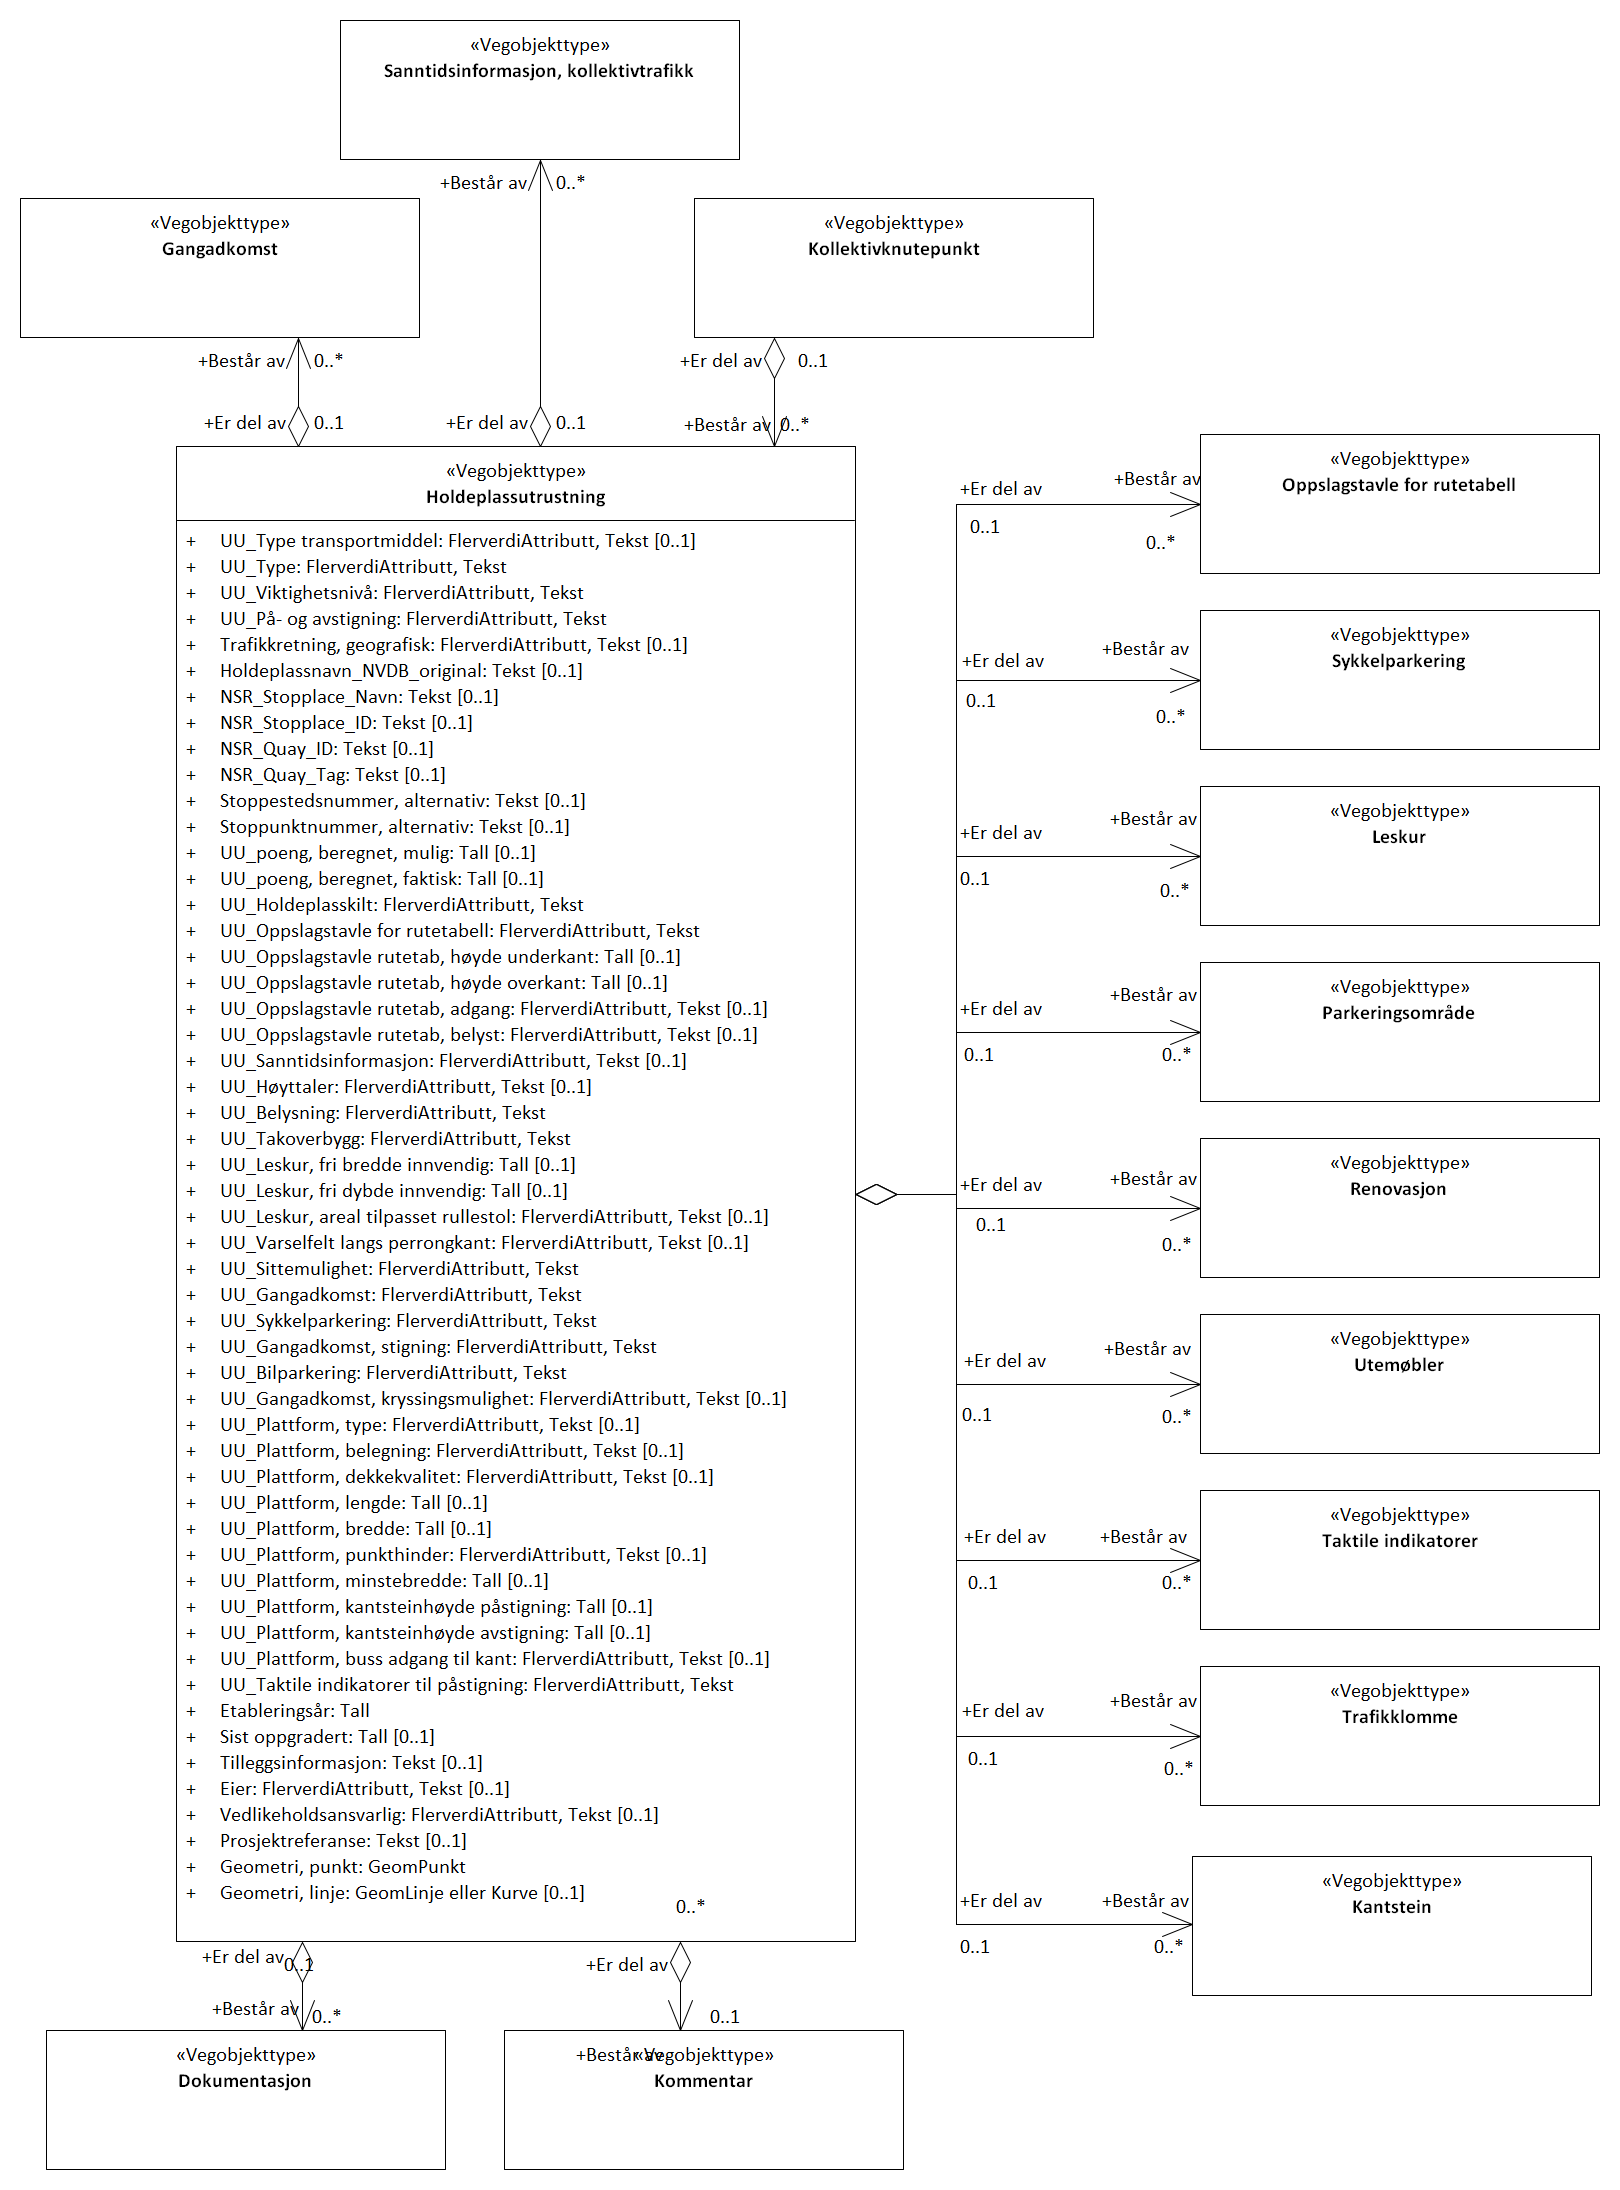 «Vegobjekttype»
Sanntidsinformasjon, kollektivtrafikk
+Består av
0..*
«Vegobjekttype»
Gangadkomst
«Vegobjekttype»
Kollektivknutepunkt
+Består av
0..*
+Er del av
0..1
+Er del av
0..1
+Er del av
0..1
+Består av
0..*
«Vegobjekttype»
Holdeplassutrustning
+ UU_Type transportmiddel: FlerverdiAttributt, Tekst [0..1]
+ UU_Type: FlerverdiAttributt, Tekst
+ UU_Viktighetsnivå: FlerverdiAttributt, Tekst
+ UU_På- og avstigning: FlerverdiAttributt, Tekst
+ Trafikkretning, geografisk: FlerverdiAttributt, Tekst [0..1]
+ Holdeplassnavn_NVDB_original: Tekst [0..1]
+ NSR_Stopplace_Navn: Tekst [0..1]
+ NSR_Stopplace_ID: Tekst [0..1]
+ NSR_Quay_ID: Tekst [0..1]
+ NSR_Quay_Tag: Tekst [0..1]
+ Stoppestedsnummer, alternativ: Tekst [0..1]
+ Stoppunktnummer, alternativ: Tekst [0..1]
+ UU_poeng, beregnet, mulig: Tall [0..1]
+ UU_poeng, beregnet, faktisk: Tall [0..1]
+ UU_Holdeplasskilt: FlerverdiAttributt, Tekst
+ UU_Oppslagstavle for rutetabell: FlerverdiAttributt, Tekst
+ UU_Oppslagstavle rutetab, høyde underkant: Tall [0..1]
+ UU_Oppslagstavle rutetab, høyde overkant: Tall [0..1]
+ UU_Oppslagstavle rutetab, adgang: FlerverdiAttributt, Tekst [0..1]
+ UU_Oppslagstavle rutetab, belyst: FlerverdiAttributt, Tekst [0..1]
+ UU_Sanntidsinformasjon: FlerverdiAttributt, Tekst [0..1]
+ UU_Høyttaler: FlerverdiAttributt, Tekst [0..1]
+ UU_Belysning: FlerverdiAttributt, Tekst
+ UU_Takoverbygg: FlerverdiAttributt, Tekst
+ UU_Leskur, fri bredde innvendig: Tall [0..1]
+ UU_Leskur, fri dybde innvendig: Tall [0..1]
+ UU_Leskur, areal tilpasset rullestol: FlerverdiAttributt, Tekst [0..1]
+ UU_Varselfelt langs perrongkant: FlerverdiAttributt, Tekst [0..1]
+ UU_Sittemulighet: FlerverdiAttributt, Tekst
+ UU_Gangadkomst: FlerverdiAttributt, Tekst
+ UU_Sykkelparkering: FlerverdiAttributt, Tekst
+ UU_Gangadkomst, stigning: FlerverdiAttributt, Tekst
+ UU_Bilparkering: FlerverdiAttributt, Tekst
+ UU_Gangadkomst, kryssingsmulighet: FlerverdiAttributt, Tekst [0..1]
+ UU_Plattform, type: FlerverdiAttributt, Tekst [0..1]
+ UU_Plattform, belegning: FlerverdiAttributt, Tekst [0..1]
+ UU_Plattform, dekkekvalitet: FlerverdiAttributt, Tekst [0..1]
+ UU_Plattform, lengde: Tall [0..1]
+ UU_Plattform, bredde: Tall [0..1]
+ UU_Plattform, punkthinder: FlerverdiAttributt, Tekst [0..1]
+ UU_Plattform, minstebredde: Tall [0..1]
+ UU_Plattform, kantsteinhøyde påstigning: Tall [0..1]
+ UU_Plattform, kantsteinhøyde avstigning: Tall [0..1]
+ UU_Plattform, buss adgang til kant: FlerverdiAttributt, Tekst [0..1]
+ UU_Taktile indikatorer til påstigning: FlerverdiAttributt, Tekst
+ Etableringsår: Tall
+ Sist oppgradert: Tall [0..1]
+ Tilleggsinformasjon: Tekst [0..1]
+ Eier: FlerverdiAttributt, Tekst [0..1]
+ Vedlikeholdsansvarlig: FlerverdiAttributt, Tekst [0..1]
+ Prosjektreferanse: Tekst [0..1]
+ Geometri, punkt: GeomPunkt
+ Geometri, linje: GeomLinje eller Kurve [0..1]
0..*
+Er del av
0..1
+Består av
0..*
«Vegobjekttype»
Dokumentasjon
+Er del av
0..1
+Består av
«Vegobjekttype»
Kommentar
+Er del av
0..1
+Består av
0..*
«Vegobjekttype»
Oppslagstavle for rutetabell
+Er del av
0..1
+Består av
0..*
«Vegobjekttype»
Sykkelparkering
+Er del av
0..1
+Består av
0..*
«Vegobjekttype»
Leskur
+Er del av
0..1
+Består av
0..*
«Vegobjekttype»
Parkeringsområde
+Er del av
0..1
+Består av
0..*
«Vegobjekttype»
Renovasjon
+Er del av
0..1
+Består av
0..*
«Vegobjekttype»
Utemøbler
+Er del av
0..1
+Består av
0..*
«Vegobjekttype»
Taktile indikatorer
+Er del av
0..1
+Består av
0..*
«Vegobjekttype»
Trafikklomme
+Er del av
0..1
+Består av
0..*
«Vegobjekttype»
Kantstein